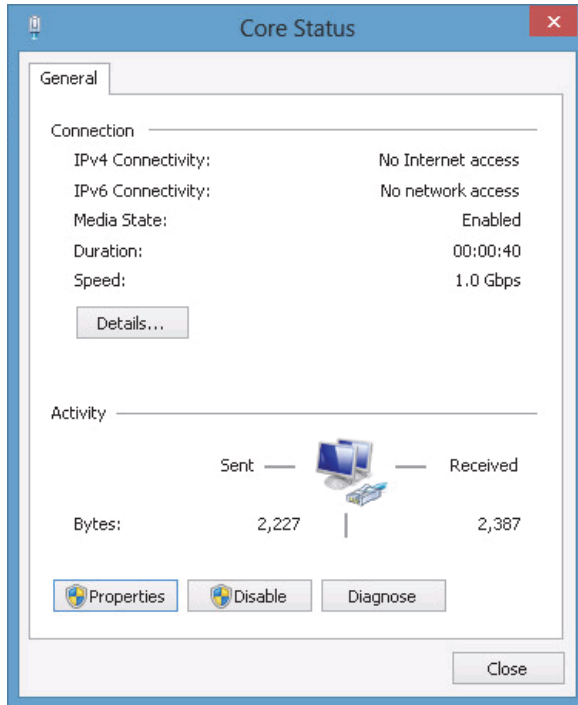 Core Status
General
Connection
IPv4 Connectivity: No Internet access
IPv6 Connectivity: No network access
Media State: Enabled
Duration: 00:00:40
Speed: 1.0 Gbps
Details...
Activity
Sent Received
Bytes: 2,227 2,387
Properties Disable Diagnose
Close